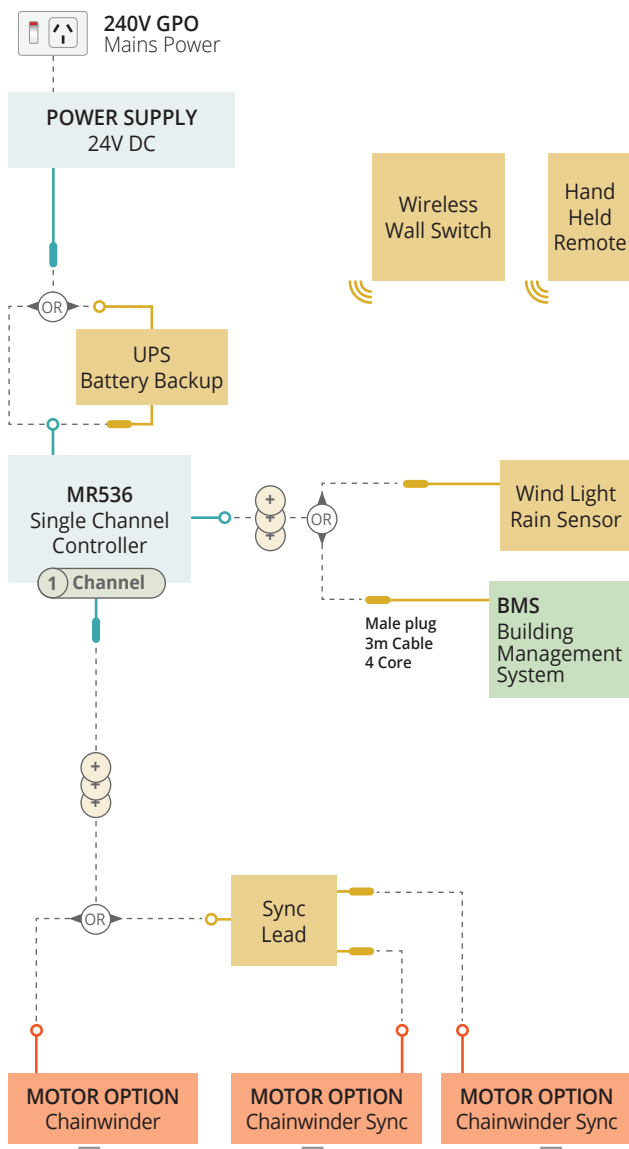 240V GPO
Mains Power
POWER SUPPLY
24V DC
Wireless
Wall Switch
Hand
Held
Remote
OR
UPS
Battery Backup
MR536
Single Channel
Controller
1 Channel
+
+
+
OR
Wind Light
Rain Sensor
Male plug
3m Cable
4 Core
BMS
Building
Management
System
+
+
+
OR
Sync
Lead
MOTOR OPTION
Chainwinder
MOTOR OPTION
Chainwinder Sync
MOTOR OPTION
Chainwinder Sync